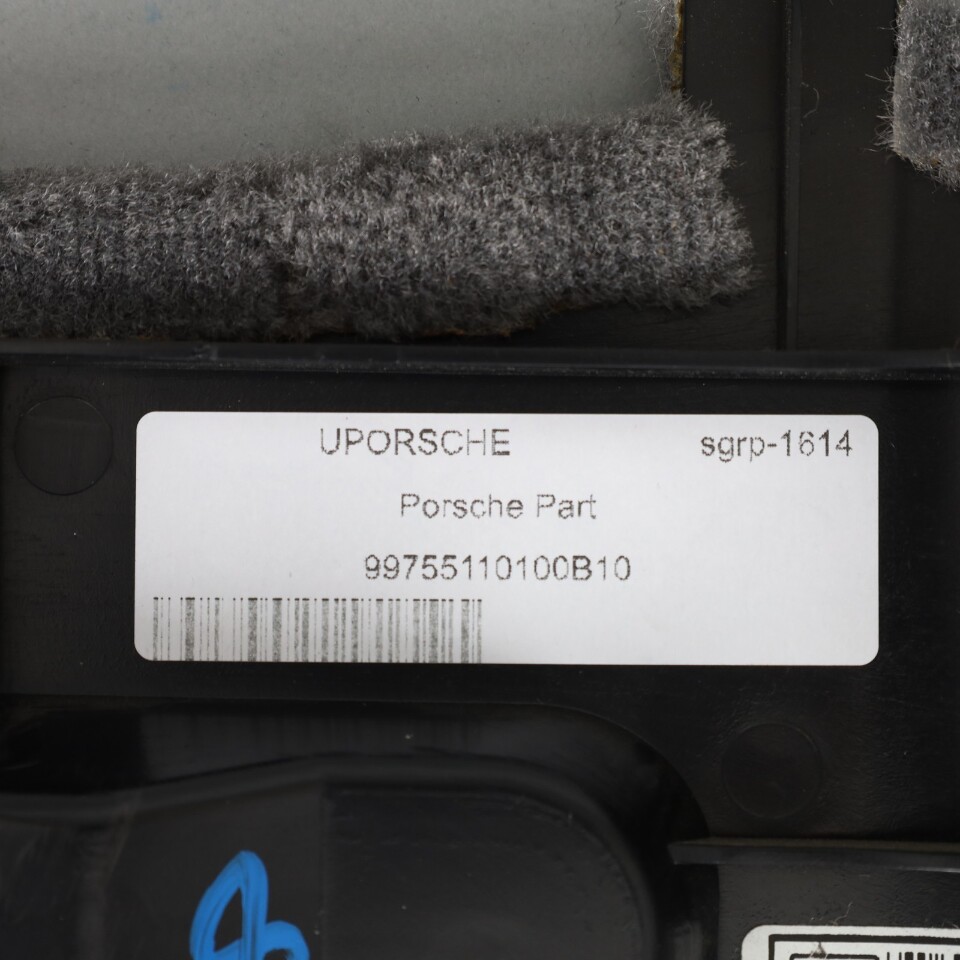 UPORSCHE sgrp-1614
Porsche Part
99755110100B10